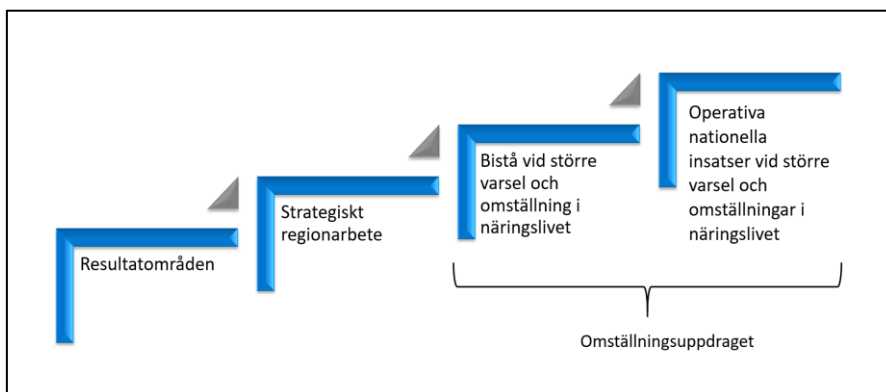 Resultatområden
Strategiskt
regionarbete
Bistå vid större
varsel och
omställning i
näringslivet
Operativa
nationella
insatser vid större
varsel och
omställningar i
näringslivet
Omställningsuppdraget